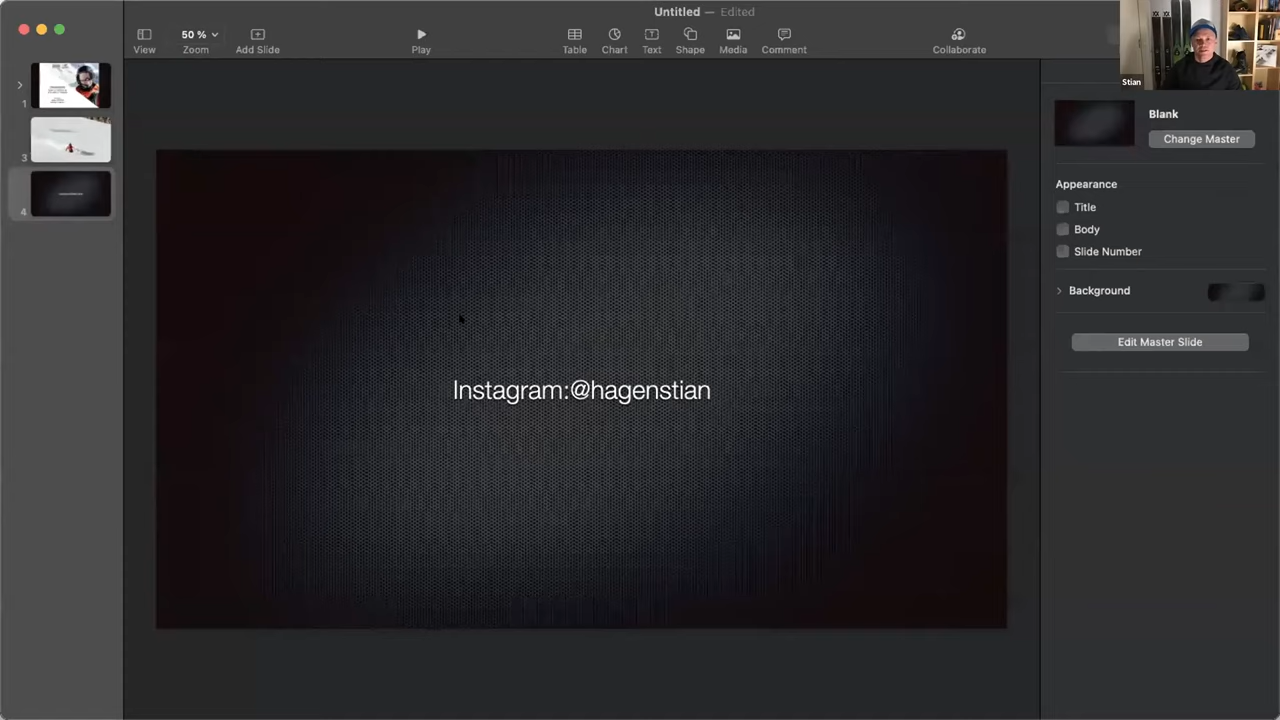 Untitled — Edited
View
50 %
Zoom
Add Slide
Play
Table
Chart
Text
Shape
Media
Comment
Collaborate
Stian
1
3
4
Instagram:@hagenstian
Blank
Change Master
Appearance
Title
Body
Slide Number
Background
Edit Master Slide